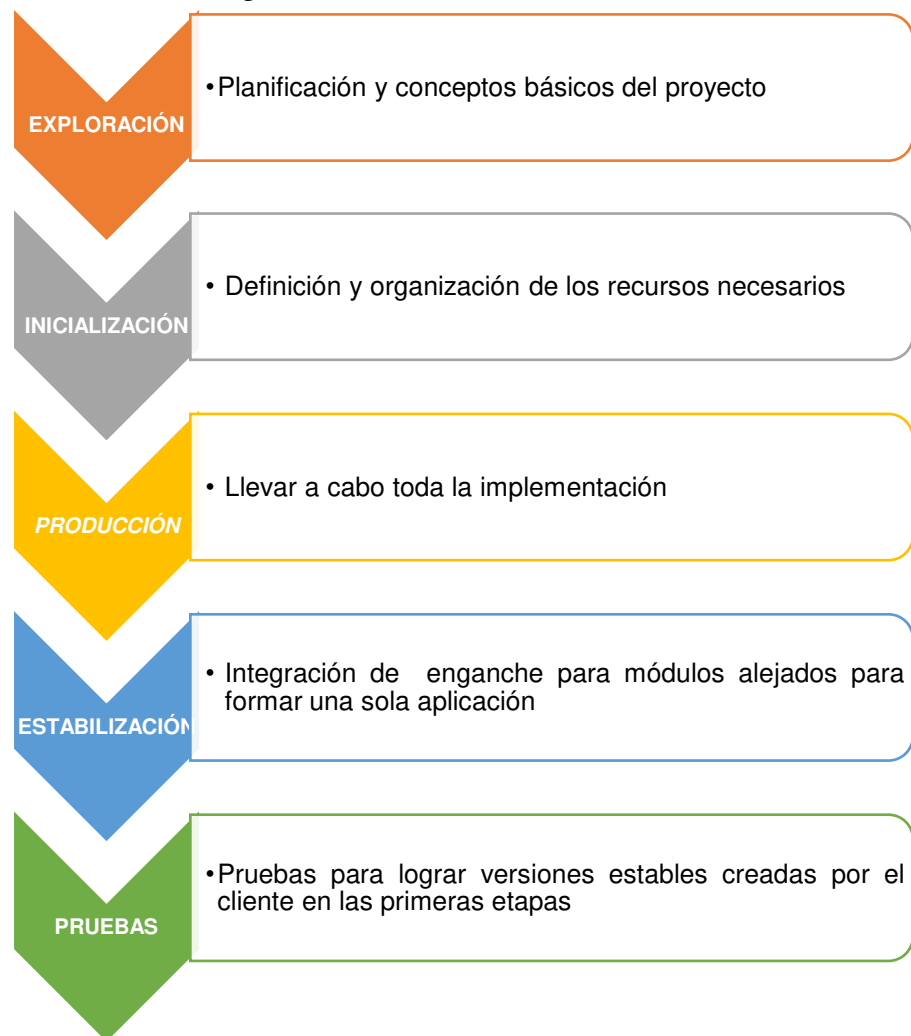 •Planificación y conceptos básicos del proyecto
EXPLORACIÓN
• Definición y organización de los recursos necesarios
INICIALIZACIÓN
• Llevar a cabo toda la implementación
PRODUCCIÓN
• Integración de enganche para módulos alejados para
formar una sola aplicación
ESTABILIZACIÓN
•Pruebas para lograr versiones estables creadas por el
cliente en las primeras etapas
PRUEBAS